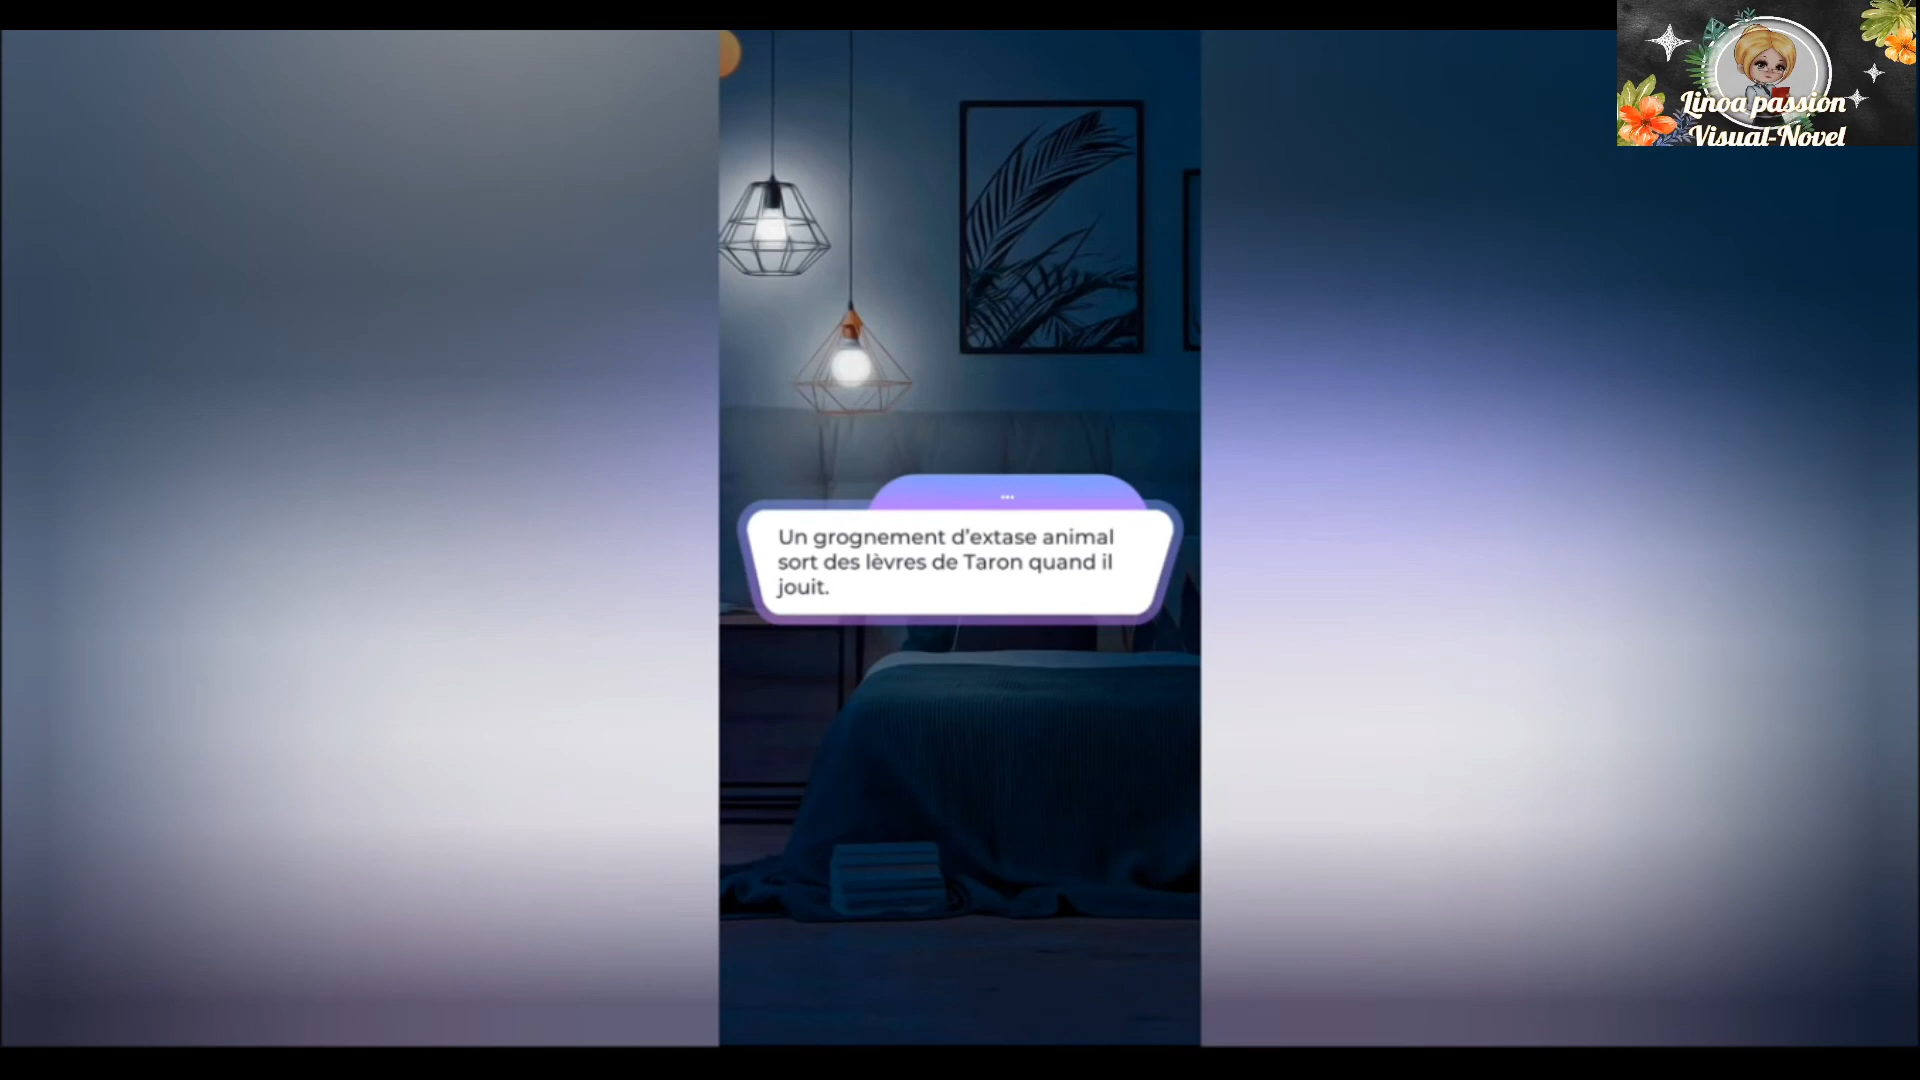 Linoa passion
Visual-Novel
...
Un grognement d’extase animal
sort des lèvres de Taron quand il
jouit.